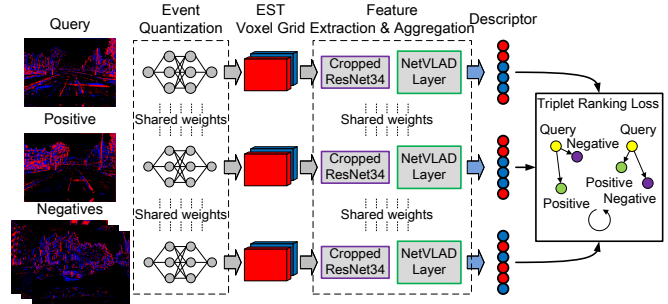 Query
Event
Quantization
EST
Voxel Grid
Feature
Extraction & Aggregation
Descriptor
Cropped
ResNet34
NetVLAD
Layer
Shared weights
Shared weights
Positive
Cropped
ResNet34
NetVLAD
Layer
Shared weights
Shared weights
Negatives
Cropped
ResNet34
NetVLAD
Layer
Triplet Ranking Loss
Query
Negative
Positive
Query
Positive
Negative